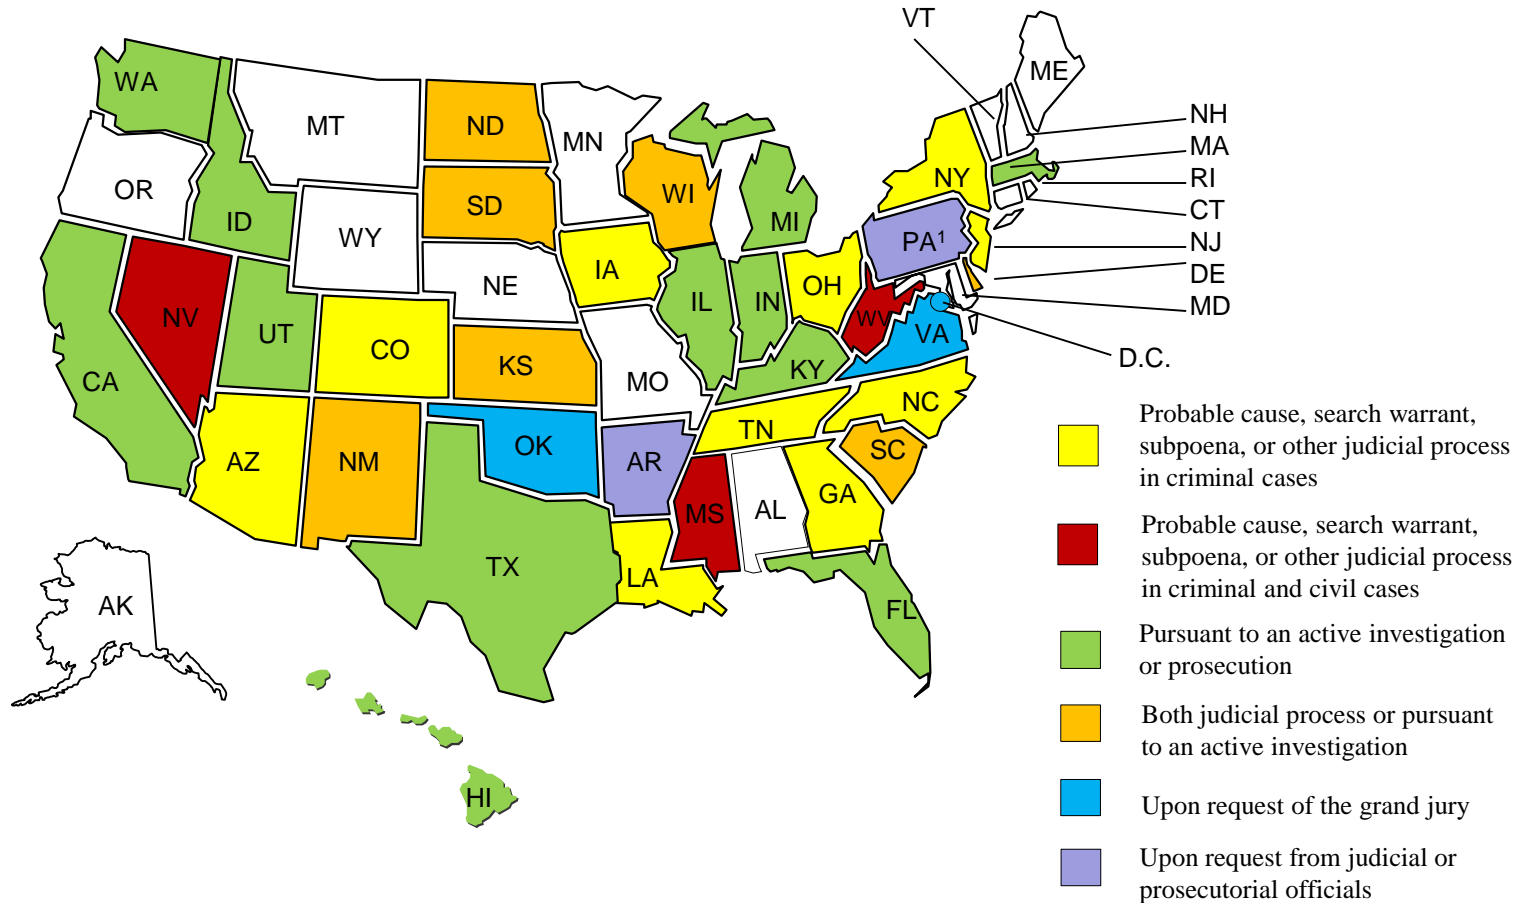 VT
ME
WA
MT
ND
MN
NH
MA
OR
NY
RI
ID
SD
WI
MI
CT
WY
PA¹
NJ
IA
DE
NE
OH
MD
NV
IL
IN
UT
WV
VA
CO
D.C.
KS
CA
MO
KY
NC
TN
OK
SC
AZ
NM
AR
GA
MS
AL
TX
LA
FL
AK
HI
Probable cause, search warrant,
subpoena, or other judicial process
in criminal cases
Probable cause, search warrant,
subpoena, or other judicial process
in criminal and civil cases
Pursuant to an active investigation
or prosecution
Both judicial process or pursuant
to an active investigation
Upon request of the grand jury
Upon request from judicial or
prosecutorial officials